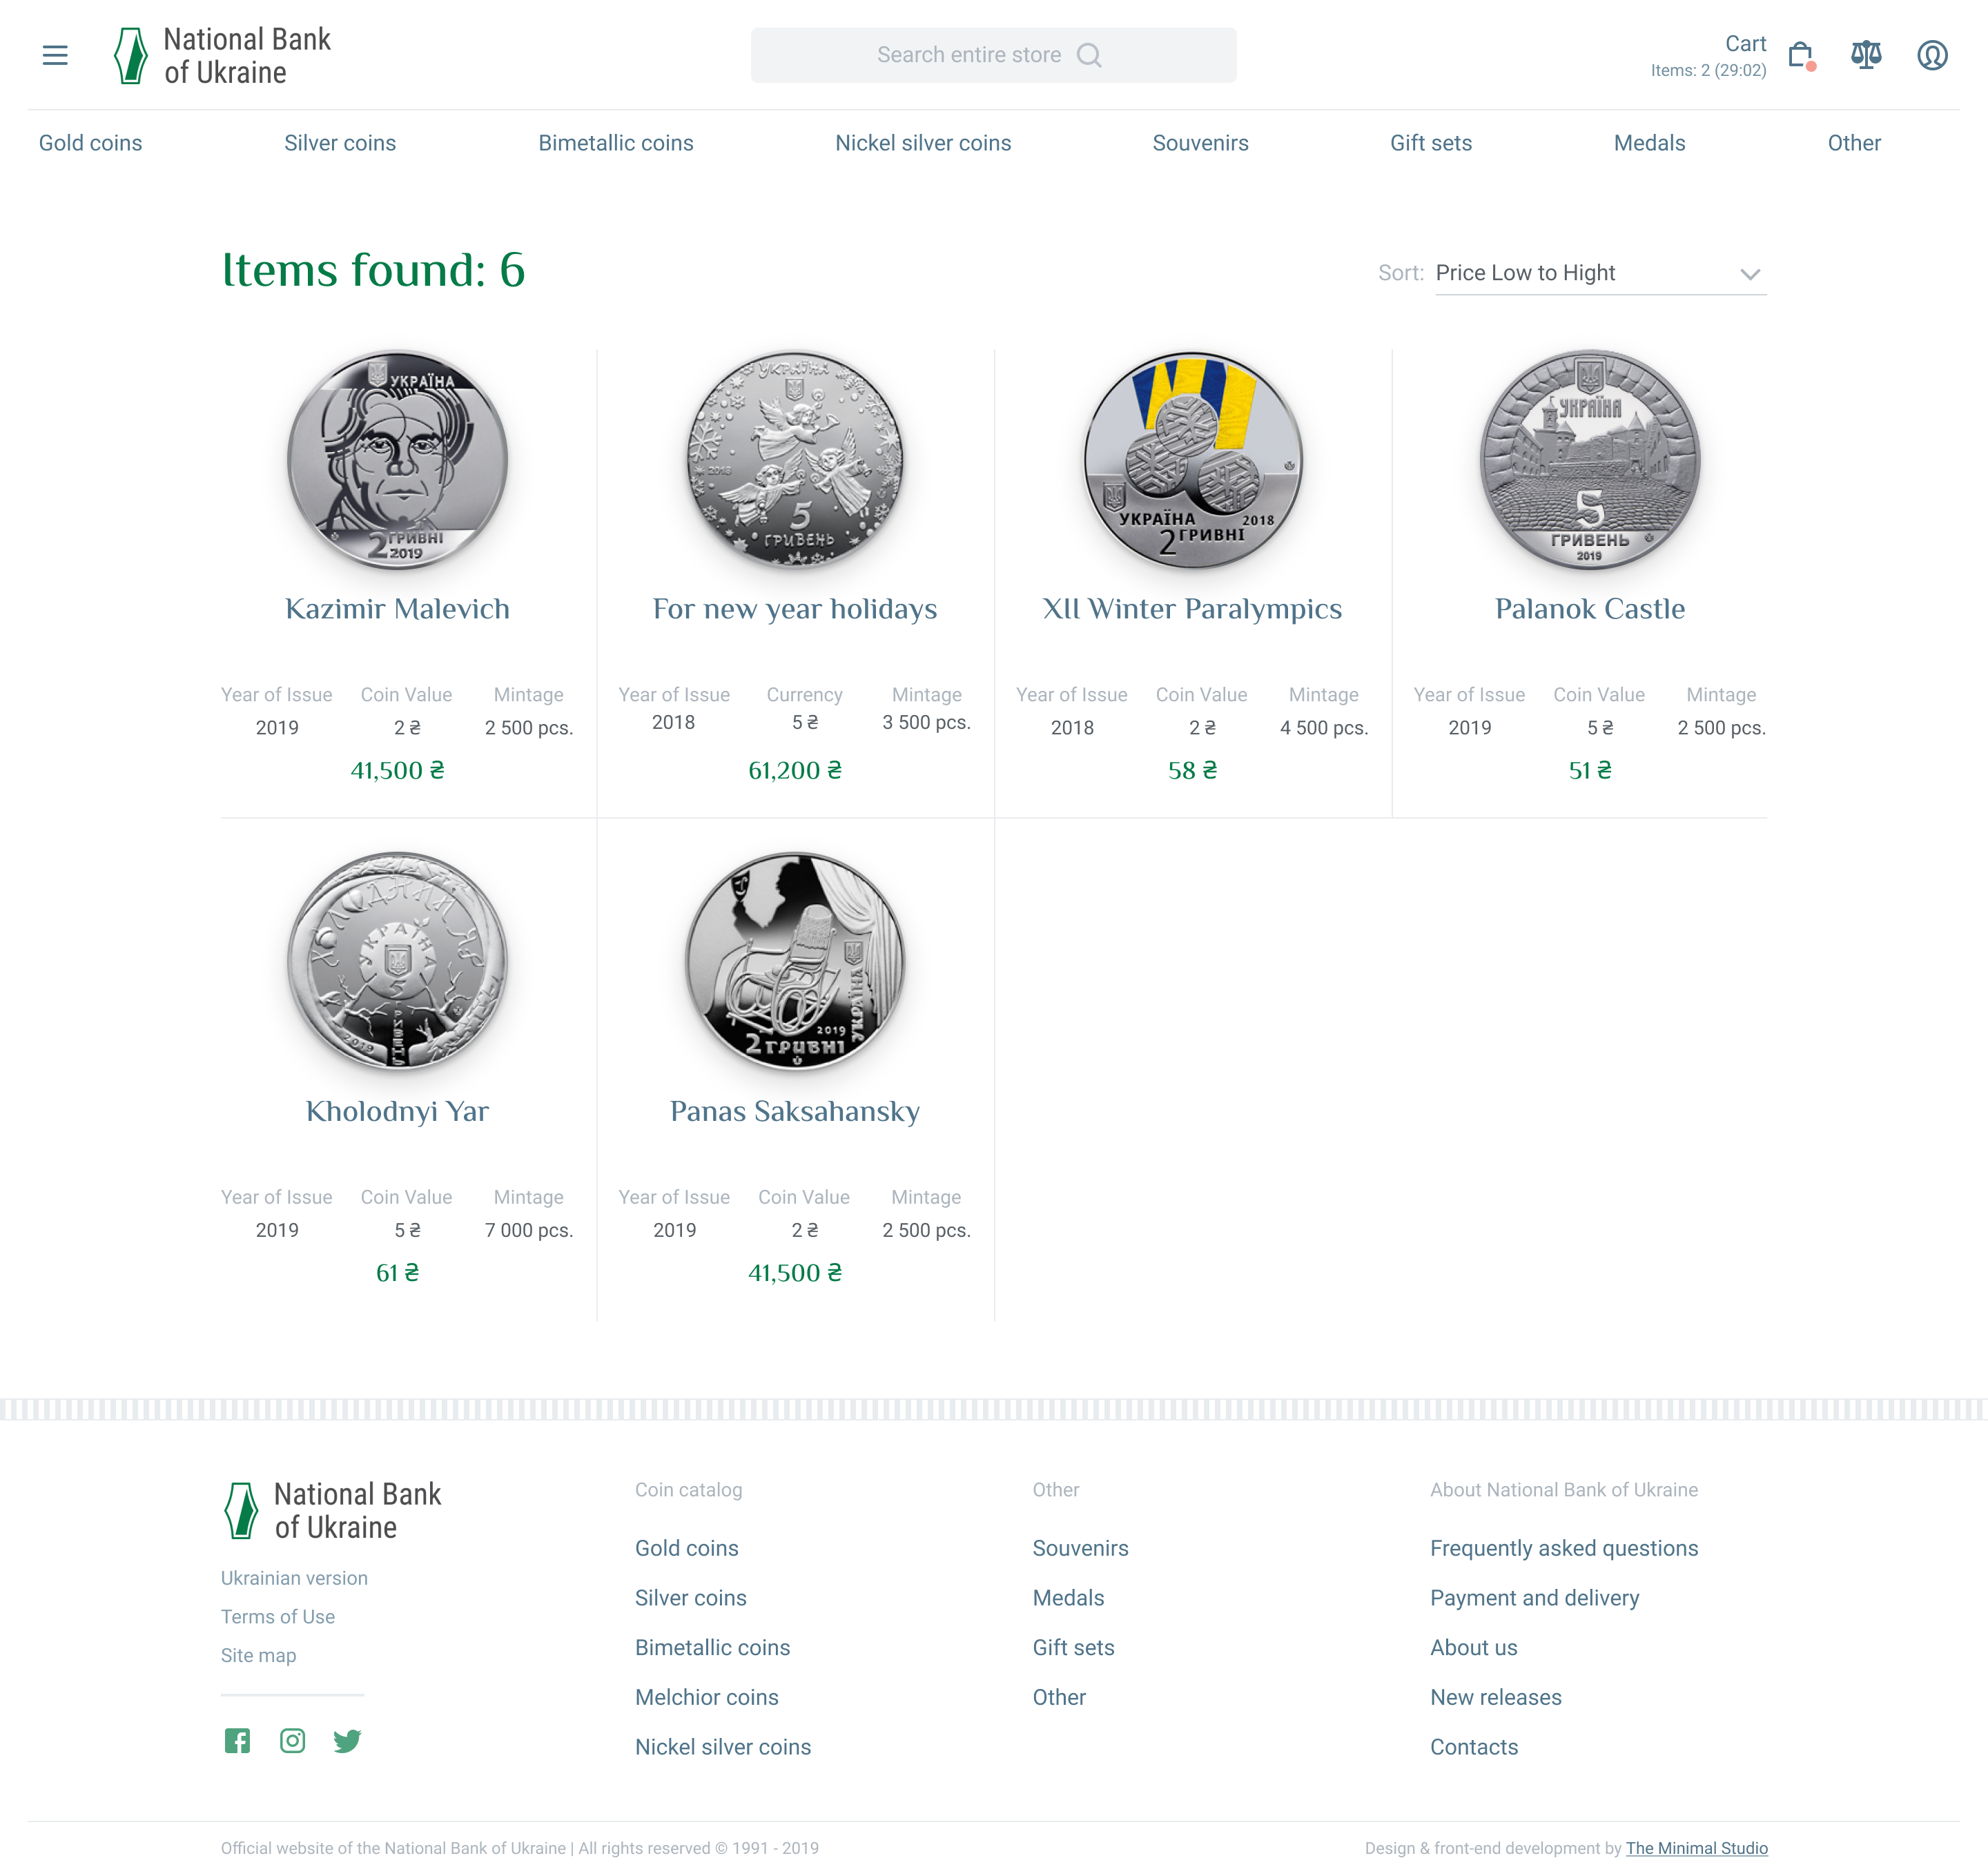 National Bank
of Ukraine
Search entire store
Cart
Items: 2 (29:02)
Gold coins
Silver coins
Bimetallic coins
Nickel silver coins
Souvenirs
Gift sets
Medals
Other
Items found: 6
Sort: Price Low to Hight
УКРАЇНА
2 ГРИВНІ
2019
Kazimir Malevich
Year of Issue Coin Value Mintage
2019 2 ₴ 2 500 pcs.
41,500 ₴
УКРАЇНА
2018
5
ГРИВЕНЬ
For new year holidays
Year of Issue Currency Mintage
2018 5 ₴ 3 500 pcs.
61,200 ₴
УКРАЇНА 2018
2 ГРИВНІ
XII Winter Paralympics
Year of Issue Coin Value Mintage
2018 2 ₴ 4 500 pcs.
58 ₴
УКРАЇНА
5
ГРИВЕНЬ
2019
Palanok Castle
Year of Issue Coin Value Mintage
2019 5 ₴ 2 500 pcs.
51 ₴
ХОЛОДНИЙ ЯР
УКРАЇНА
5
ГРИВЕНЬ
2019
Kholodnyi Yar
Year of Issue Coin Value Mintage
2019 5 ₴ 7 000 pcs.
61 ₴
УКРАЇНА
2019
2 ГРИВНІ
Panas Saksahansky
Year of Issue Coin Value Mintage
2019 2 ₴ 2 500 pcs.
41,500 ₴
National Bank
of Ukraine
Ukrainian version
Terms of Use
Site map
Coin catalog
Gold coins
Silver coins
Bimetallic coins
Melchior coins
Nickel silver coins
Other
Souvenirs
Medals
Gift sets
Other
About National Bank of Ukraine
Frequently asked questions
Payment and delivery
About us
New releases
Contacts
Official website of the National Bank of Ukraine | All rights reserved © 1991 - 2019
Design & front-end development by The Minimal Studio